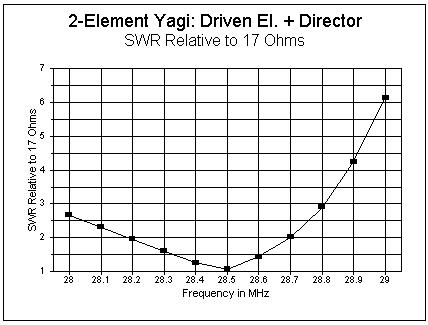 2-Element Yagi: Driven El. + Director
SWR Relative to 17 Ohms
SWR Relative to 17 Ohms
7
6
5
4
3
2
1
28 28.1 28.2 28.3 28.4 28.5 28.6 28.7 28.8 28.9 29
Frequency in MHz